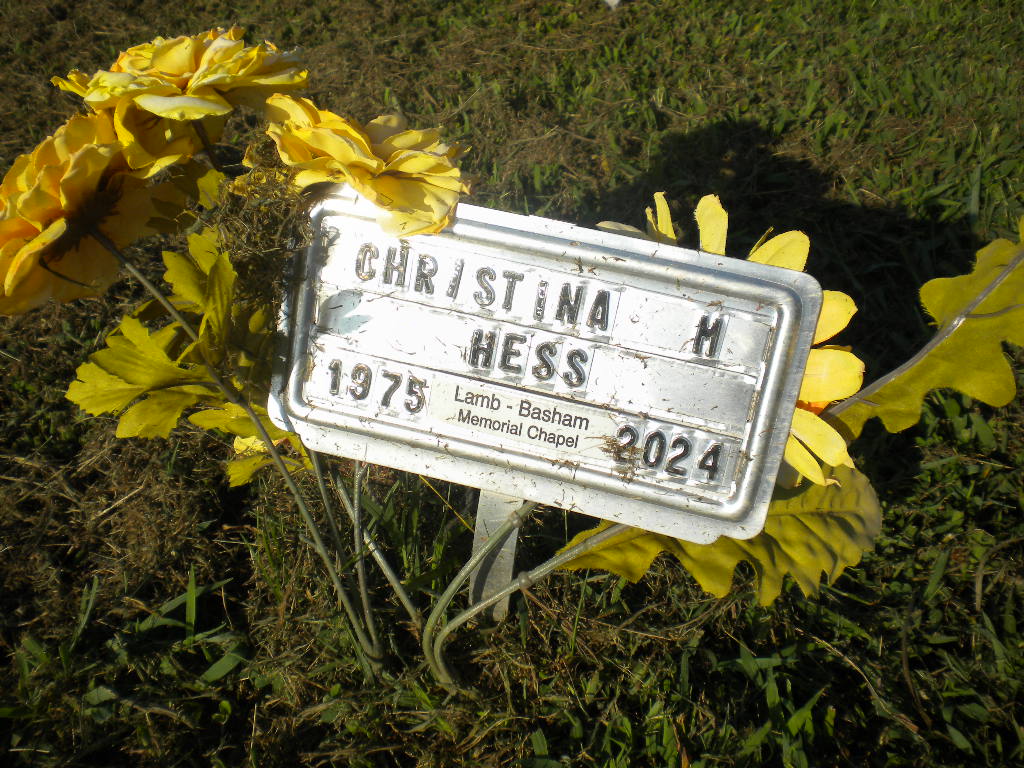 CHRISTINA M
HESS
1975 2024
Lamb - Basham
Memorial Chapel